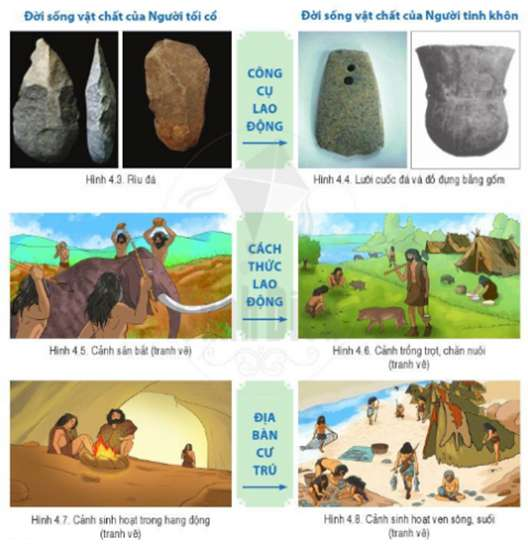 Đời sống vật chất của Người tối cổ
Đời sống vật chất của Người tinh khôn
CÔNG
CỤ LAO
ĐỘNG
Hình 4.3. Rìu đá
Hình 4.4. Lưỡi cuốc đá và đồ đựng bằng gốm
CÁCH
THỨC LAO
ĐỘNG
Hình 4.5. Cảnh săn bắt (tranh vẽ)
Hình 4.6. Cảnh trồng trọt, chăn nuôi
(tranh vẽ)
ĐỊA
BÀN
CƯ
TRÚ
Hình 4.7. Cảnh sinh hoạt trong hang động
(tranh vẽ)
Hình 4.8. Cảnh sinh hoạt ven sông, suối
(tranh vẽ)